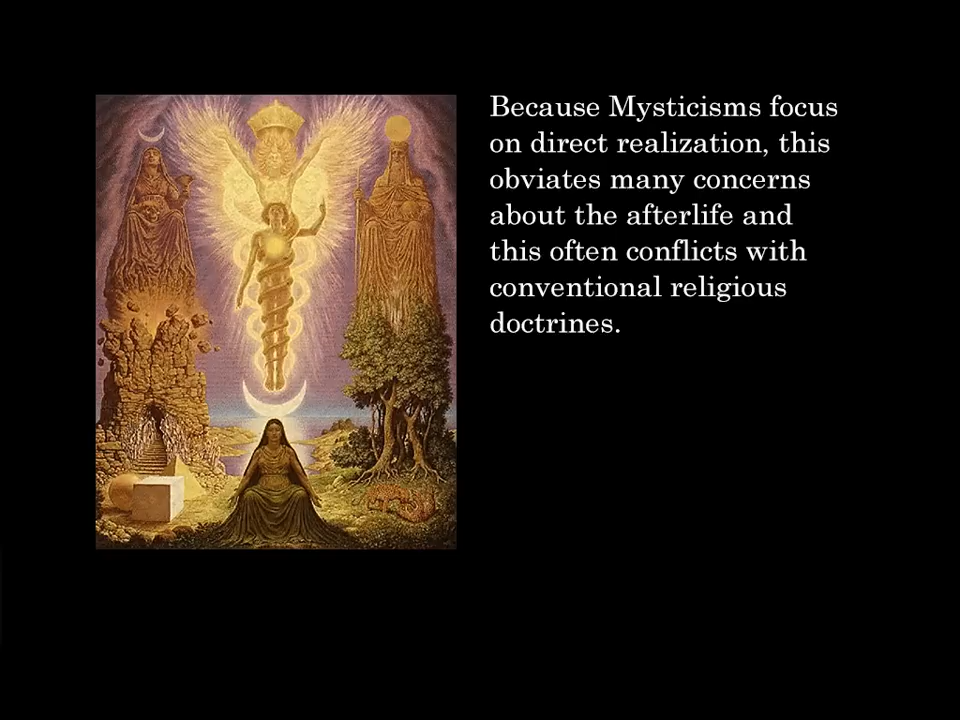 Because Mysticisms focus
on direct realization, this
obviates many concerns
about the afterlife and
this often conflicts with
conventional religious
doctrines.